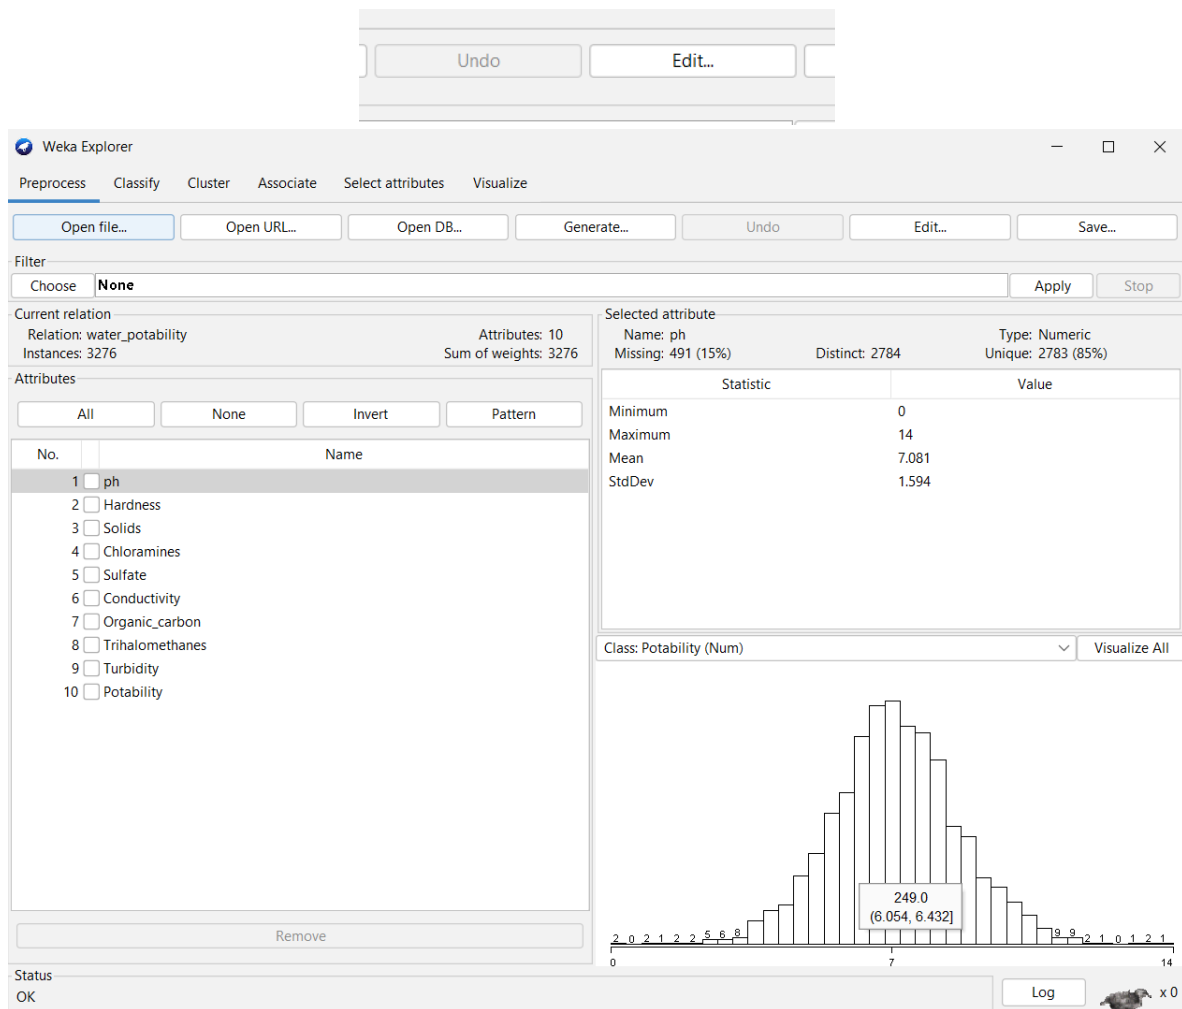 Undo Edit...
Weka Explorer
Preprocess Classify Cluster Associate Select attributes Visualize
Open file... Open URL... Open DB... Generate... Undo Edit... Save...
Filter
Choose None Apply Stop
Current relation
Relation: water_potability Attributes: 10
Instances: 3276 Sum of weights: 3276
Attributes
All None Invert Pattern
No. Name
1 ph
2 Hardness
3 Solids
4 Chloramines
5 Sulfate
6 Conductivity
7 Organic_carbon
8 Trihalomethanes
9 Turbidity
10 Potability
Remove
Selected attribute
Name: ph Type: Numeric
Missing: 491 (15%) Distinct: 2784 Unique: 2783 (85%)
Statistic Value
Minimum 0
Maximum 14
Mean 7.081
StdDev 1.594
Class: Potability (Num) Visualize All
249.0
(6.054, 6.432]
2 0 2 1 2 2 5 6 8 9 9 2 1 0 1 2 1
0 7 14
Status
OK
Log x 0